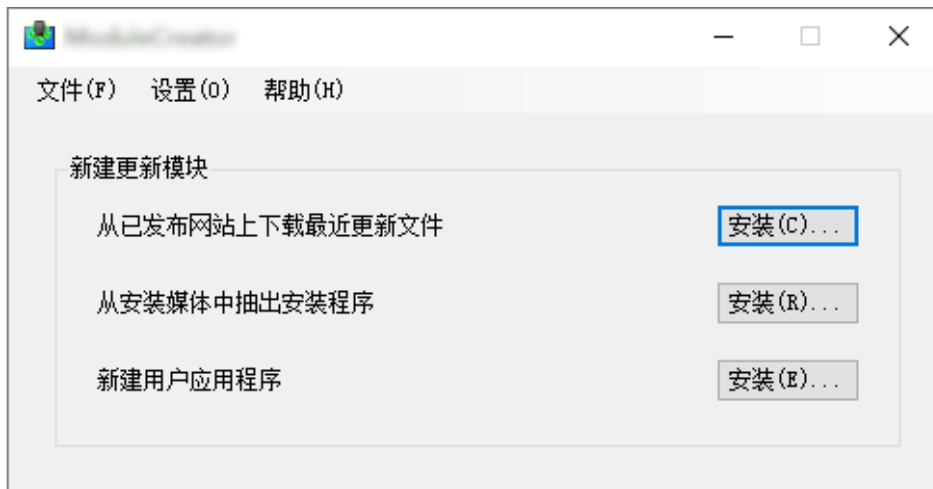 文件(F) 设置(O) 帮助(H)
新建更新模块
从已发布网站上下载最近更新文件 安装(C)...
从安装媒体中抽出安装程序 安装(R)...
新建用户应用程序 安装(E)...